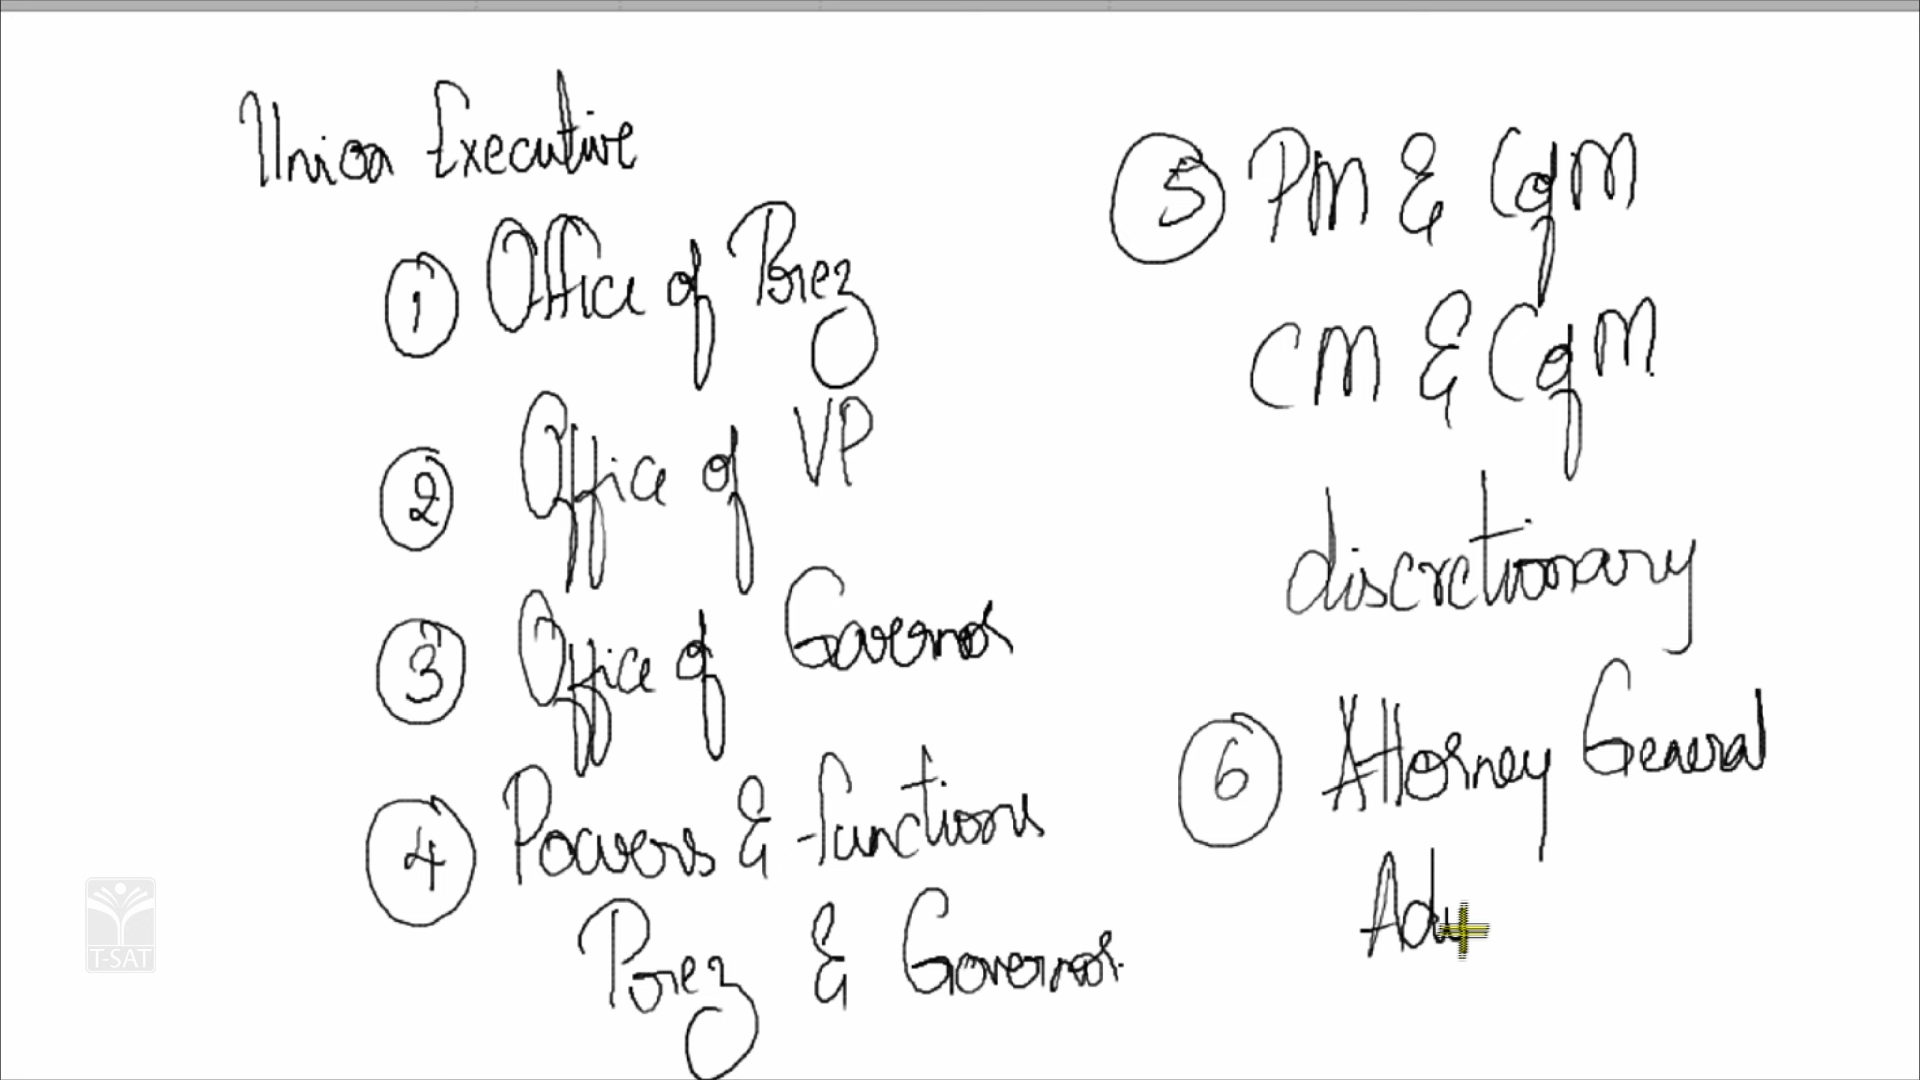 Union Executive
① Office of Prez
② Office of VP
③ Office of Governor
④ Powers & functions
Prez & Governor.
⑤ PM & CoM
CM & CoM
discretionary
⑥ Attorney General
Adv
T-SAT